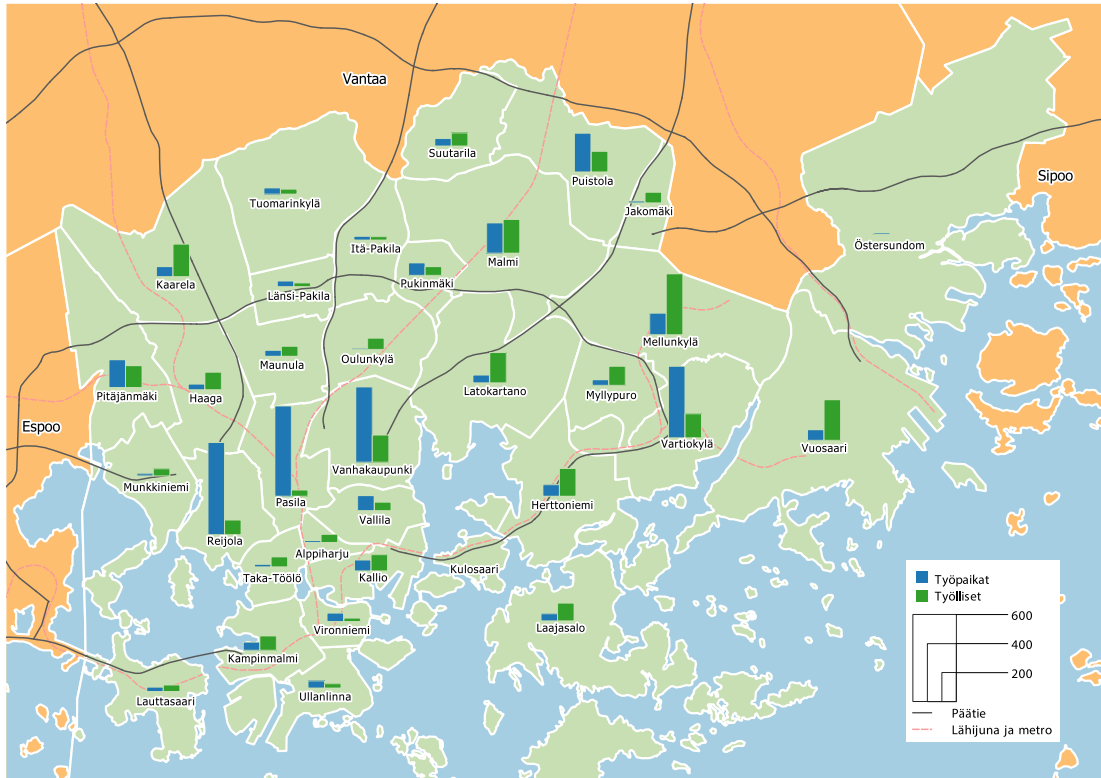 Vantaa
Suutarila
Sipoo
Puistola
Tuomarinkylä
Jakomäki
Itä-Pakila
Östersundom
Malmi
Kaarela
Pukinmäki
Länsi-Pakila
Mellunkylä
Oulunkylä
Maunula
Pitäjänmäki
Haaga
Latokartano
Myllypuro
Espoo
Vartiokylä
Vuosaari
Vanhakaupunki
Munkkiniemi
Pasila
Herttoniemi
Vallila
Reijola
Alppiharju
Kulosaari
Taka-Töölö
Kallio
Vironniemi
Laajasalo
Kampinmalmi
Ullanlinna
Lauttasaari
Työpaikat
Työlliset
600
400
200
Päätie
Lähijuna ja metro